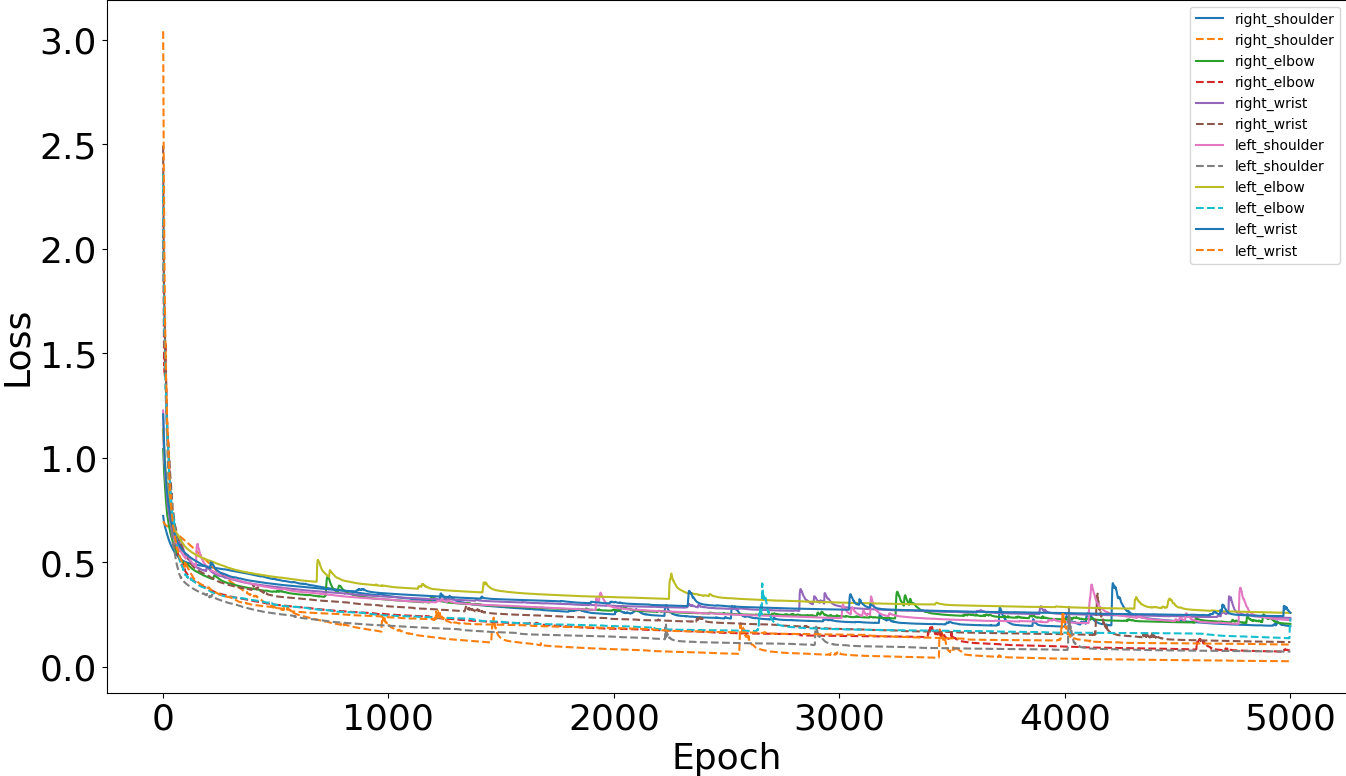 3.0
2.5
2.0
1.5
1.0
0.5
0.0
Loss
0 1000 2000 3000 4000 5000
Epoch
right_shoulder
right_shoulder
right_elbow
right_elbow
right_wrist
right_wrist
left_shoulder
left_shoulder
left_elbow
left_elbow
left_wrist
left_wrist